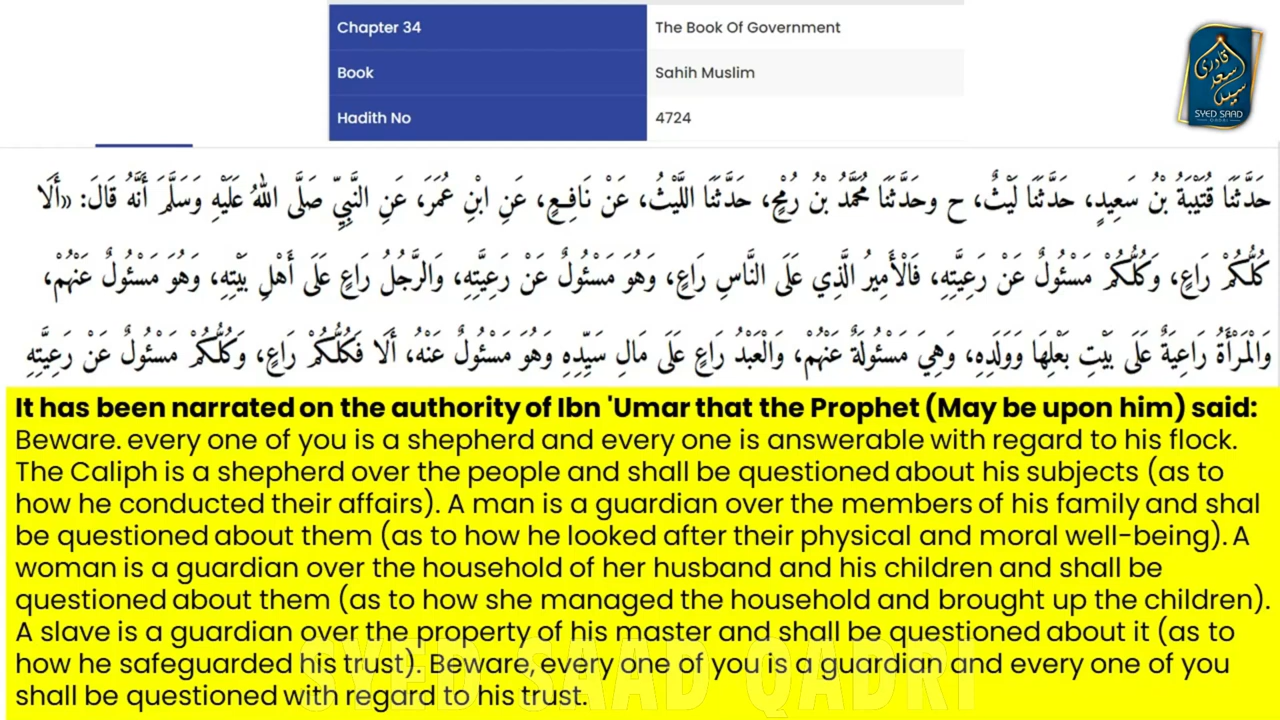 Chapter 34 The Book Of Government
Book Sahih Muslim
Hadith No 4724
قادری
سعد
سید
SYED SAAD
QADRI
حَدَّثَنَا قُتَيْبَةُ بْنُ سَعِيدٍ، حَدَّثَنَا لَيْثٌ، ح وحَدَّثَنَا مُحَمَّدُ بْنُ رُمْحٍ، حَدَّثَنَا اللَّيْثُ، عَنْ نَافِعٍ، عَنِ ابْنِ عُمَرَ، عَنِ النَّبِيِّ صَلَّى اللهُ عَلَيْهِ وَسَلَّمَ أَنَّهُ قَالَ: «أَلَا
كُلُّكُمْ رَاعٍ، وَكُلُّكُمْ مَسْئُولٌ عَنْ رَعِيَّتِهِ، فَالْأَمِيرُ الَّذِي عَلَى النَّاسِ رَاعٍ، وَهُوَ مَسْئُولٌ عَنْ رَعِيَّتِهِ، وَالرَّجُلُ رَاعٍ عَلَى أَهْلِ بَيْتِهِ، وَهُوَ مَسْئُولٌ عَنْهُمْ،
وَالْمَرْأَةُ رَاعِيَةٌ عَلَى بَيْتِ بَعْلِهَا وَوَلَدِهِ، وَهِيَ مَسْئُولَةٌ عَنْهُمْ، وَالْعَبْدُ رَاعٍ عَلَى مَالِ سَيِّدِهِ وَهُوَ مَسْئُولٌ عَنْهُ، أَلَا فَكُلُّكُمْ رَاعٍ، وَكُلُّكُمْ مَسْئُولٌ عَنْ رَعِيَّتِهِ
It has been narrated on the authority of Ibn 'Umar that the Prophet (May be upon him) said:
Beware. every one of you is a shepherd and every one is answerable with regard to his flock.
The Caliph is a shepherd over the people and shall be questioned about his subjects (as to
how he conducted their affairs). A man is a guardian over the members of his family and shal
be questioned about them (as to how he looked after their physical and moral well-being). A
woman is a guardian over the household of her husband and his children and shall be
questioned about them (as to how she managed the household and brought up the children).
A slave is a guardian over the property of his master and shall be questioned about it (as to
how he safeguarded his trust). Beware, every one of you is a guardian and every one of you
shall be questioned with regard to his trust.
SYED SAAD QADRI